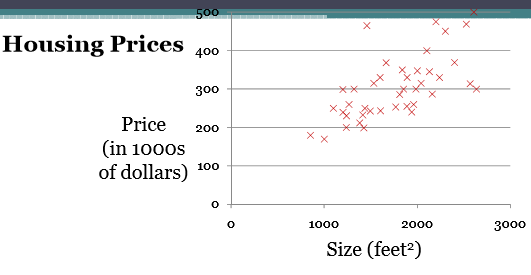 500
Housing Prices
400
300
Price
(in 1000s
of dollars)
200
100
0
0 1000 2000 3000
Size (feet²)